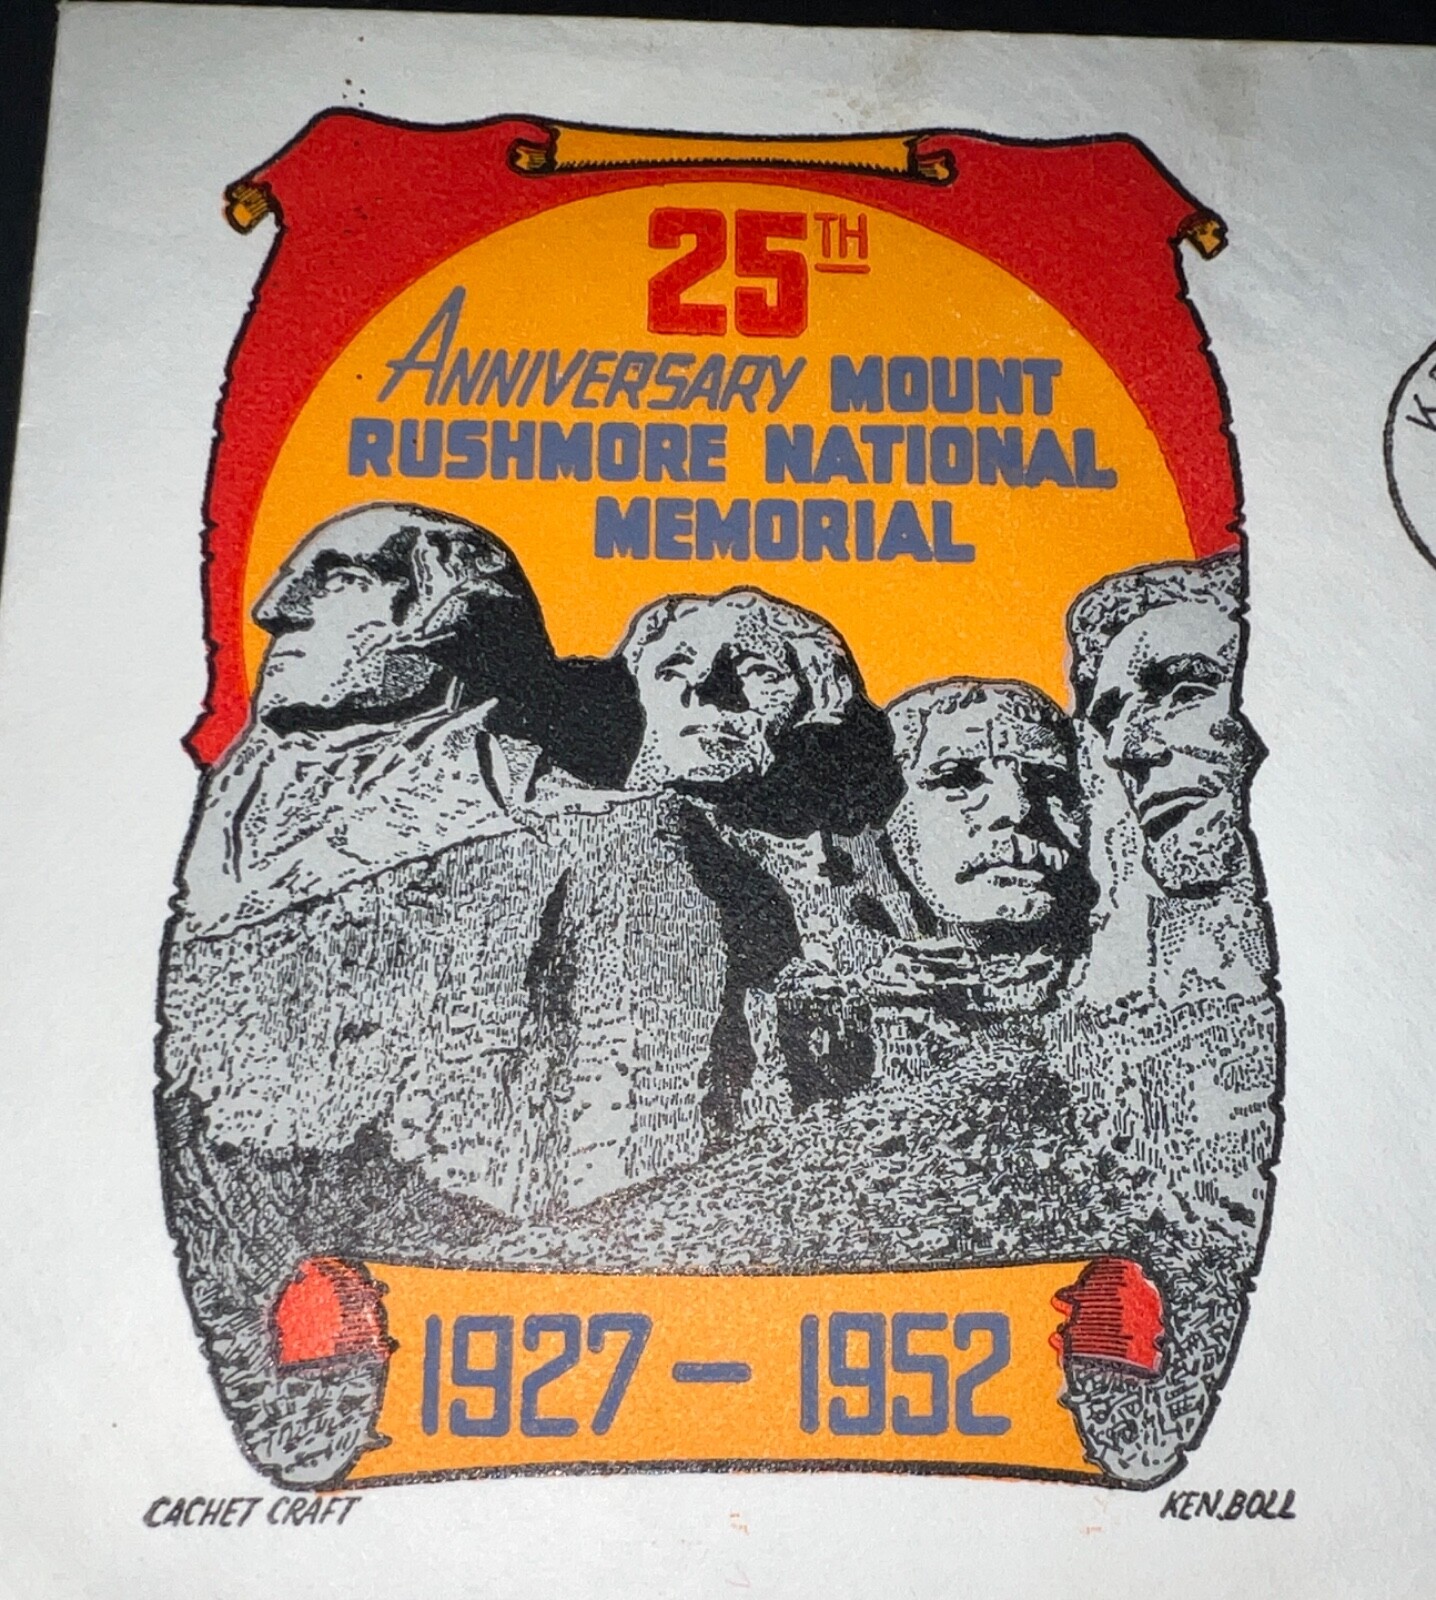 25TH
ANNIVERSARY MOUNT
RUSHMORE NATIONAL
MEMORIAL
1927 - 1952
CACHET CRAFT
KEN.BOLL